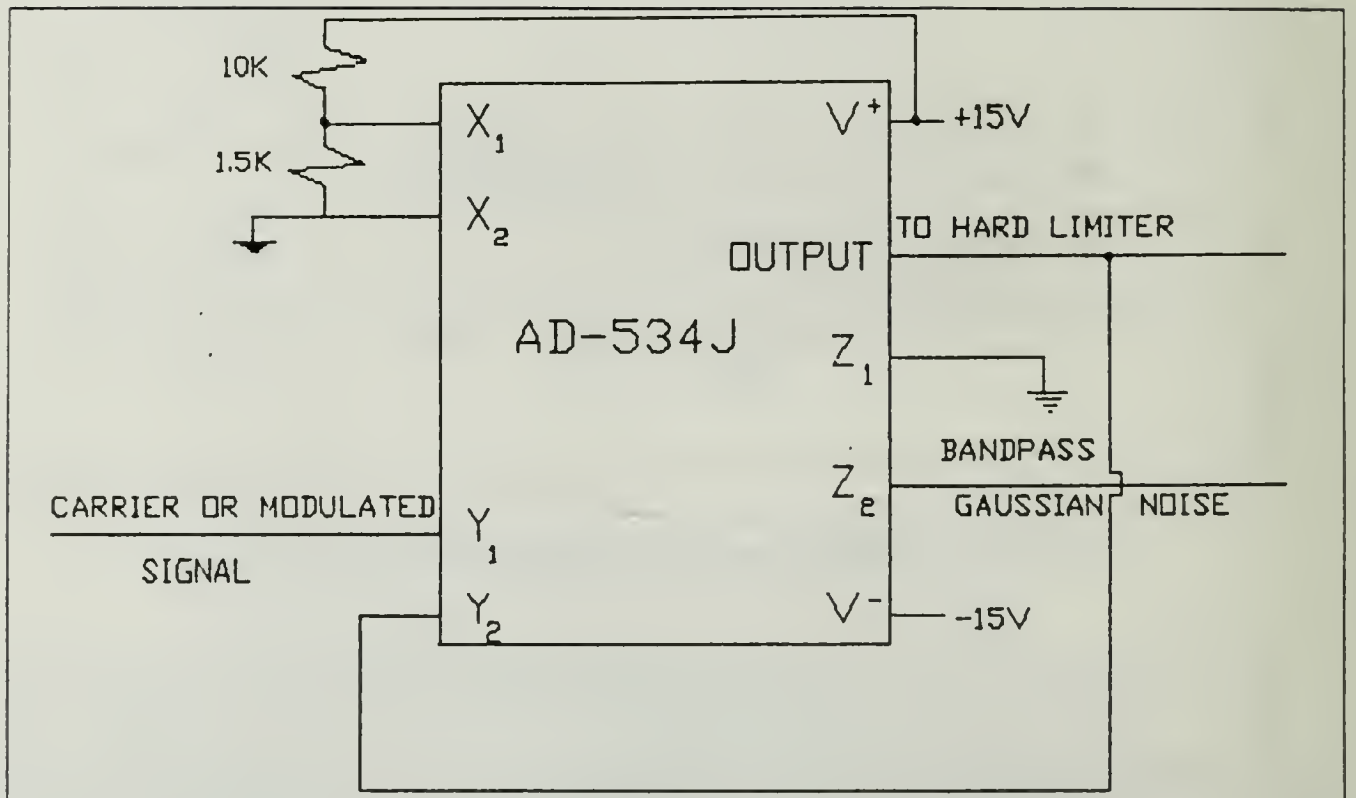 10K
1.5K
X1
X2
V+
+15V
TO HARD LIMITER
OUTPUT
AD-534J
Z1
BANDPASS
Z2
GAUSSIAN NOISE
CARRIER OR MODULATED
Y1
SIGNAL
Y2
V-
-15V